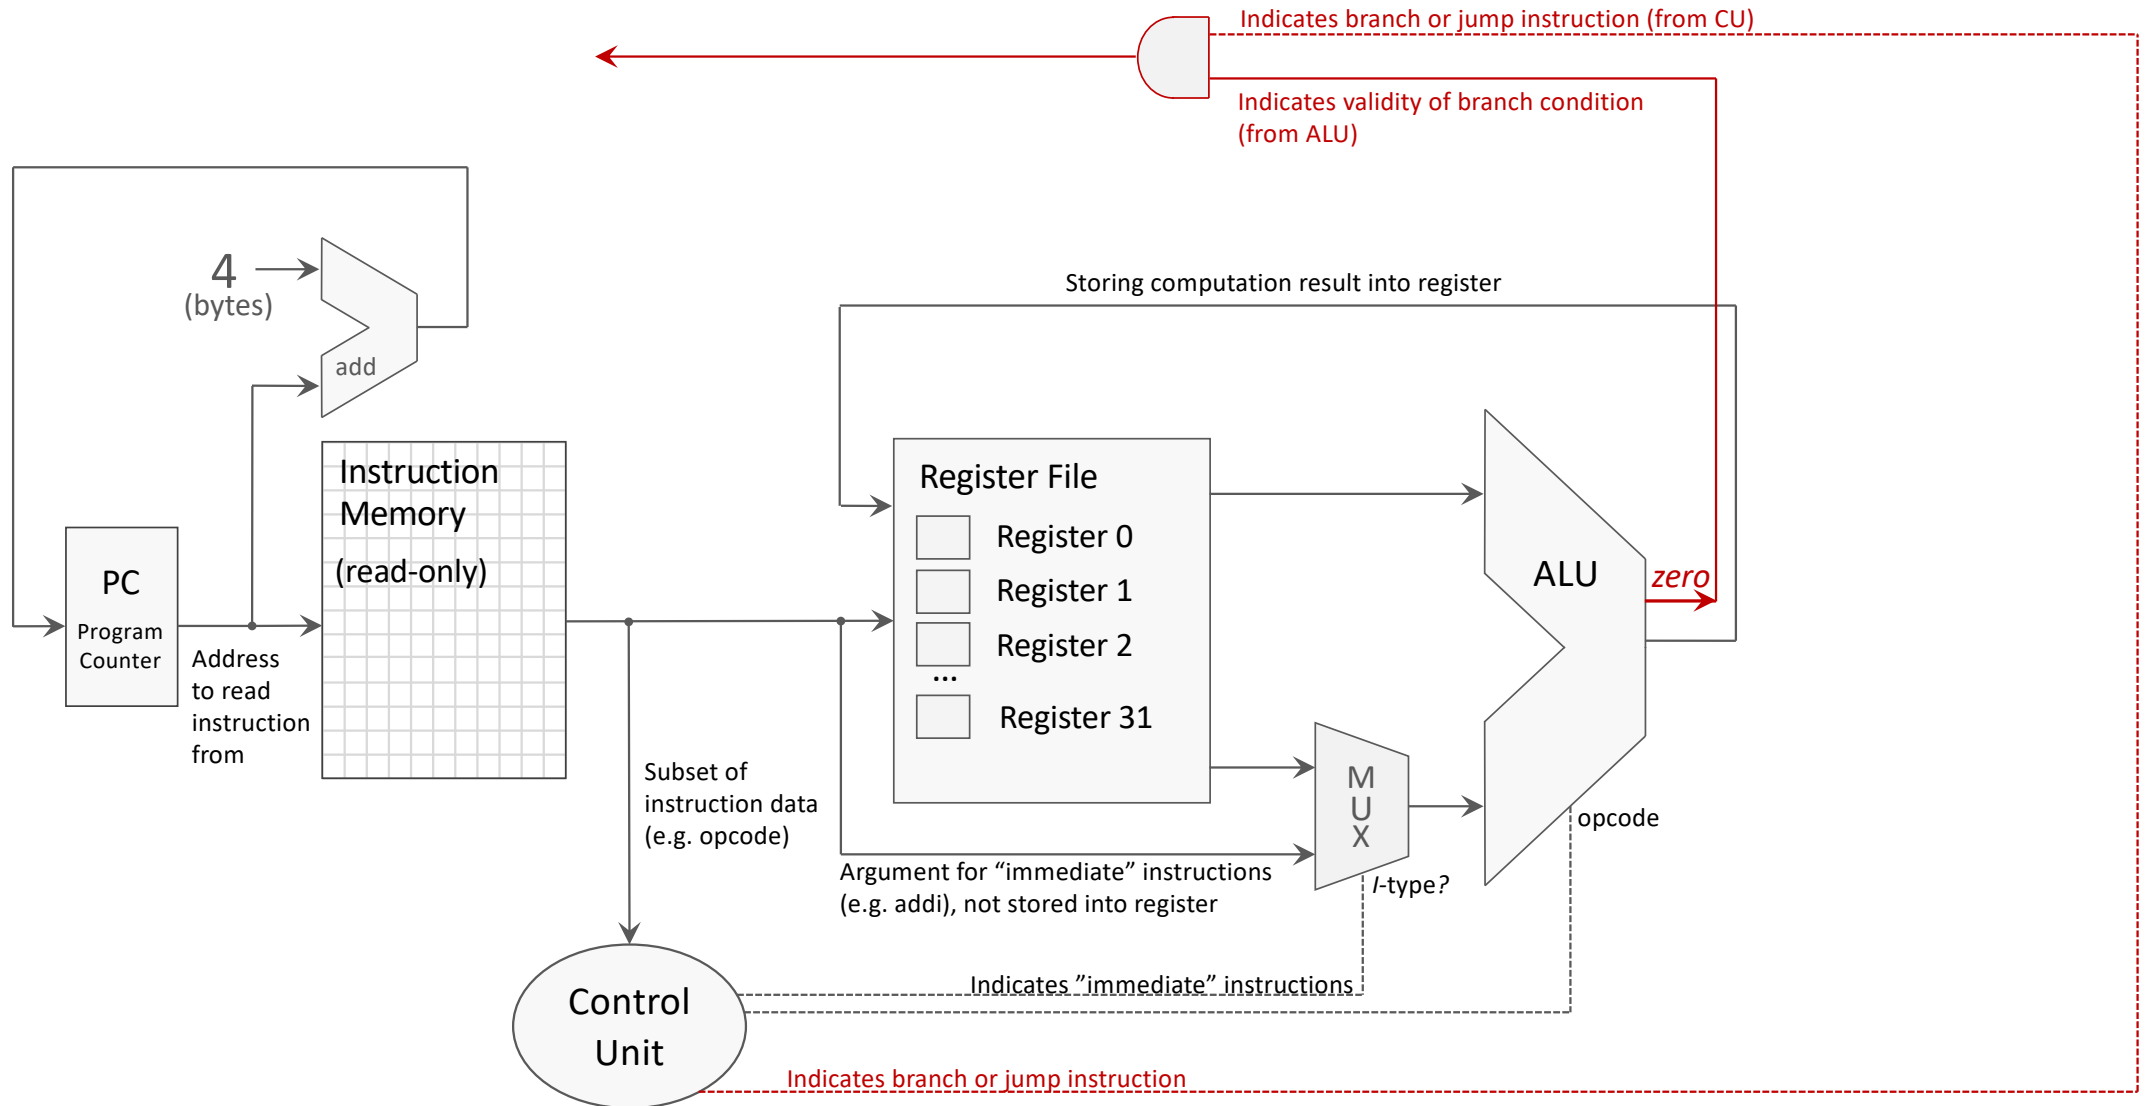 Indicates branch or jump instruction (from CU)
Indicates validity of branch condition
(from ALU)
4
(bytes)
add
Storing computation result into register
Instruction
Memory
(read-only)
Register File
Register 0
Register 1
Register 2
...
Register 31
ALU
zero
PC
Program
Counter
Address
to read
instruction
from
Subset of
instruction data
(e.g. opcode)
M
U
X
opcode
Argument for “immediate” instructions
(e.g. addi), not stored into register
I-type?
Indicates ”immediate” instructions
Control
Unit
Indicates branch or jump instruction